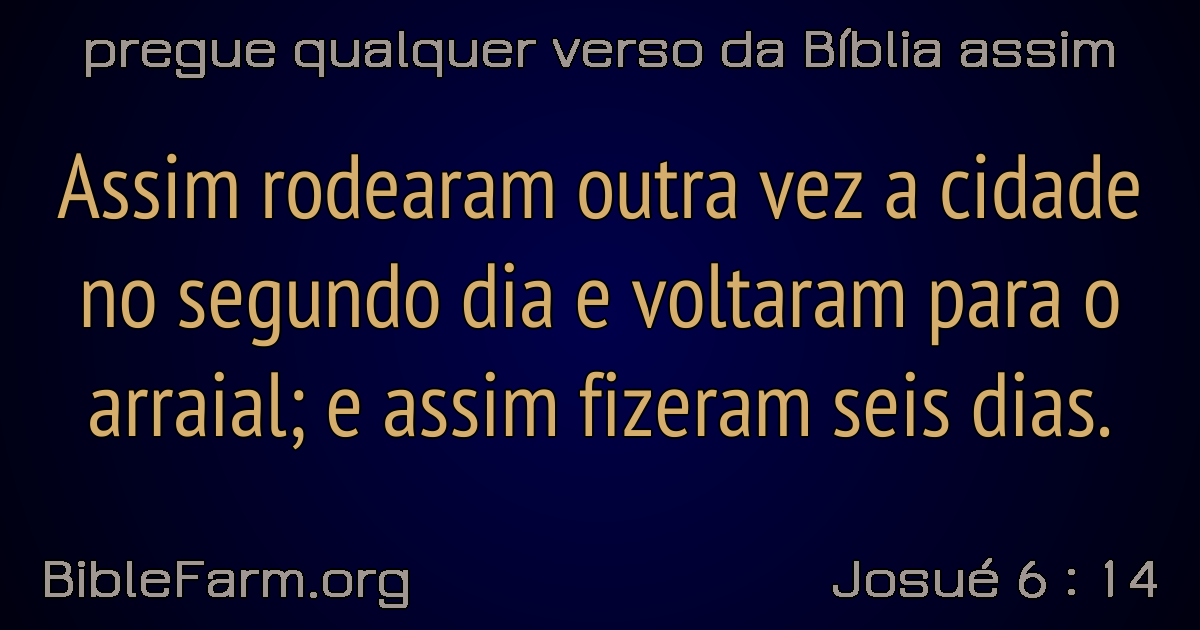 pregue qualquer verso da Bíblia assim
Assim rodearam outra vez a cidade
no segundo dia e voltaram para o
arraial; e assim fizeram seis dias.
BibleFarm.org
Josué 6 : 14